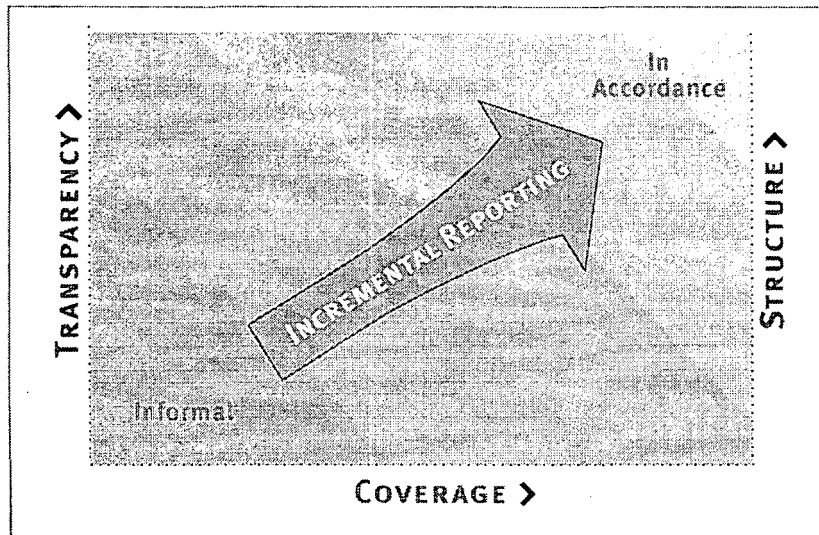 In
Accordance
TRANSPARENCY >
STRUCTURE >
INCREMENTAL REPORTING
Informal
COVERAGE >